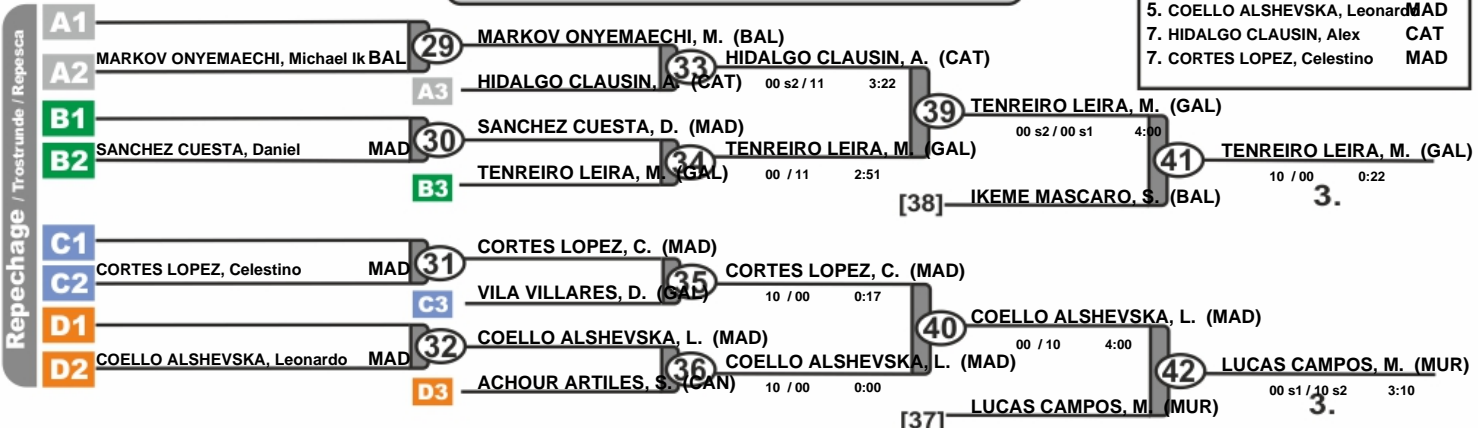 Repechage / Trostrunde / Repesca
5. COELLO ALSHEVSKA, Leonardo MAD
7. HIDALGO CLAUSIN, Alex CAT
7. CORTES LOPEZ, Celestino MAD
A1
A2 MARKOV ONYEMAECHI, Michael Ik BAL
29
MARKOV ONYEMAECHI, M. (BAL)
A3 HIDALGO CLAUSIN, A. (CAT)
33
HIDALGO CLAUSIN, A. (CAT)
00 s2 / 11 3:22
B1
B2 SANCHEZ CUESTA, Daniel MAD
30
SANCHEZ CUESTA, D. (MAD)
B3 TENREIRO LEIRA, M. (GAL)
34
TENREIRO LEIRA, M. (GAL)
00 / 11 2:51
39
TENREIRO LEIRA, M. (GAL)
00 s2 / 00 s1 4:00
[38] IKEME MASCARO, S. (BAL)
41
TENREIRO LEIRA, M. (GAL)
10 / 00 0:22
3.
C1
C2 CORTES LOPEZ, Celestino MAD
31
CORTES LOPEZ, C. (MAD)
C3 VILA VILLARES, D. (GAL)
35
CORTES LOPEZ, C. (MAD)
10 / 00 0:17
D1
D2 COELLO ALSHEVSKA, Leonardo MAD
32
COELLO ALSHEVSKA, L. (MAD)
D3 ACHOUR ARTILES, S. (CAN)
36
COELLO ALSHEVSKA, L. (MAD)
10 / 00 0:00
40
COELLO ALSHEVSKA, L. (MAD)
00 / 10 4:00
[37] LUCAS CAMPOS, M. (MUR)
42
LUCAS CAMPOS, M. (MUR)
00 s1 / 10 s2 3:10
3.